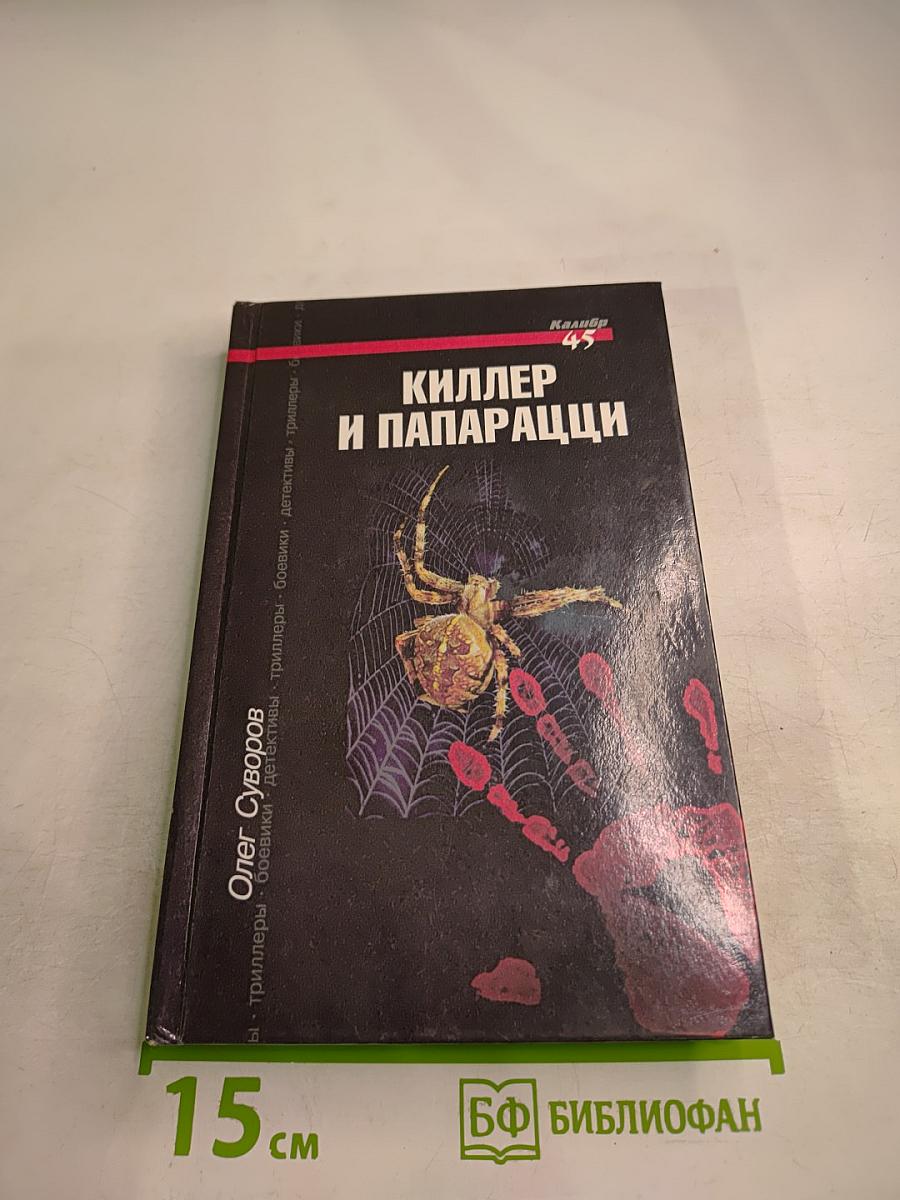 Калибр
45
КИЛЛЕР
И ПАПАРАЦЦИ
Олег Суворов
ы · триллеры · боевики · детективы · триллеры · боевики · детективы · триллеры · боевики · д
15 см
БФ БИБЛИОФАН